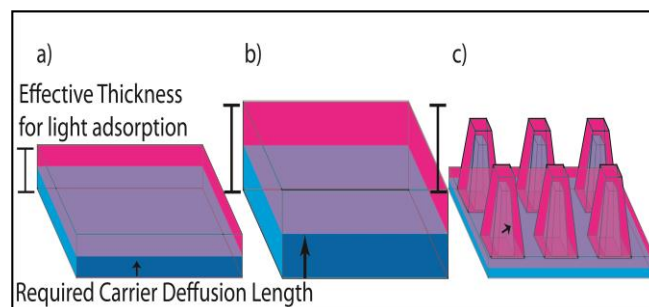 a)
b)
c)
Effective Thickness
for light adsorption
Required Carrier Deffusion Length